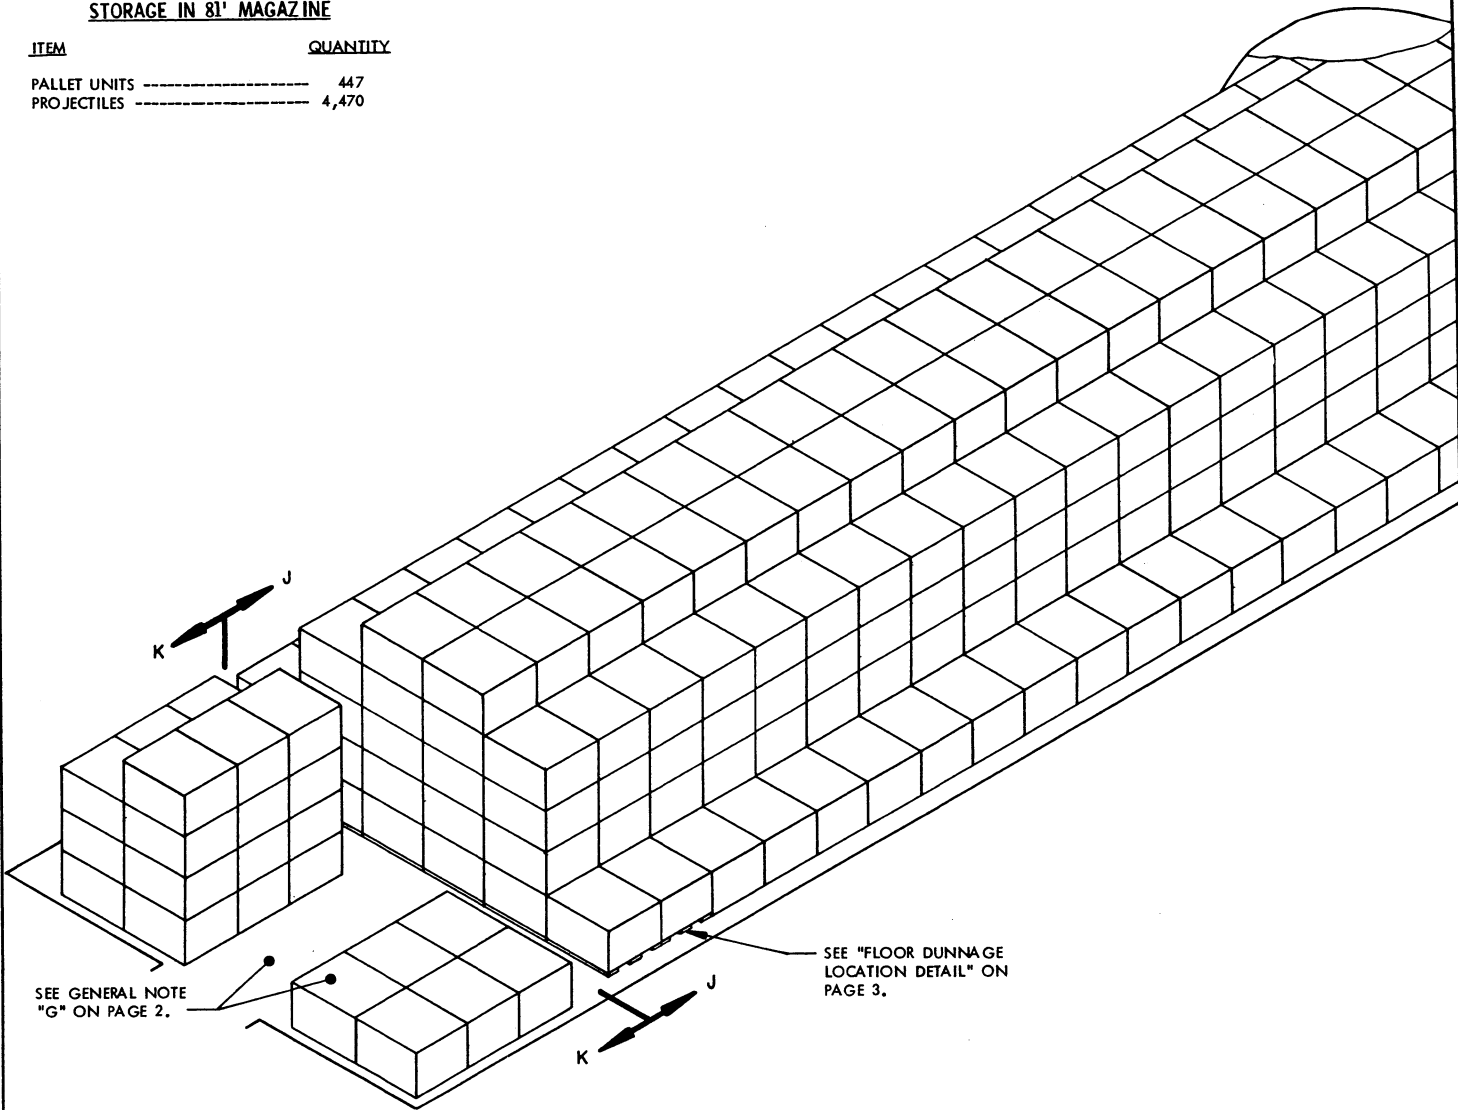 STORAGE IN 81' MAGAZINE
ITEM QUANTITY
PALLET UNITS -------------------- 447
PROJECTILES --------------------- 4,470
J
K
SEE "FLOOR DUNNAGE
LOCATION DETAIL" ON
PAGE 3.
SEE GENERAL NOTE
"G" ON PAGE 2.
J
K